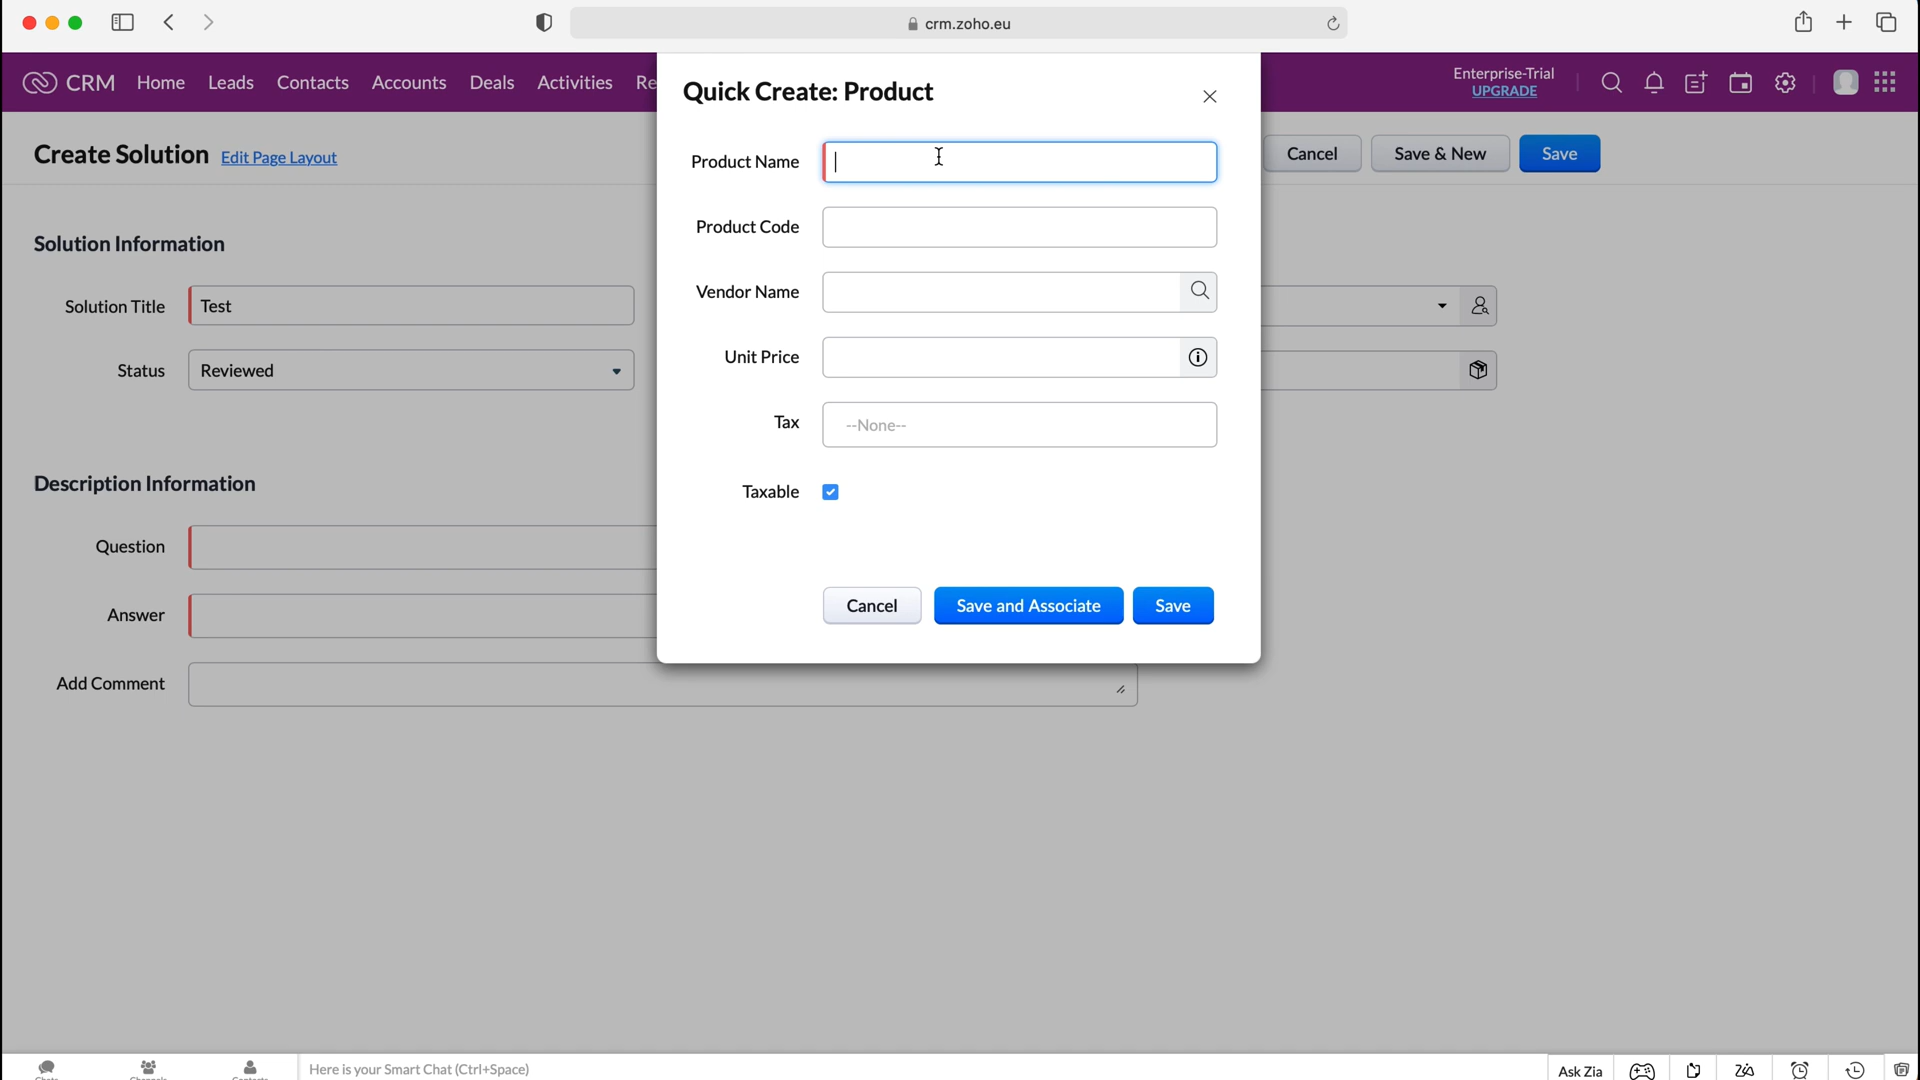 crm.zoho.eu
CRM Home Leads Contacts Accounts Deals Activities Re
Enterprise-Trial
UPGRADE
Quick Create: Product
Create Solution Edit Page Layout
Cancel Save & New Save
Product Name
Product Code
Vendor Name
Unit Price
Tax --None--
Taxable
Cancel Save and Associate Save
Solution Information
Solution Title Test
Status Reviewed
Description Information
Question
Answer
Add Comment
Chats Channels Contacts Here is your Smart Chat (Ctrl+Space) Ask Zia